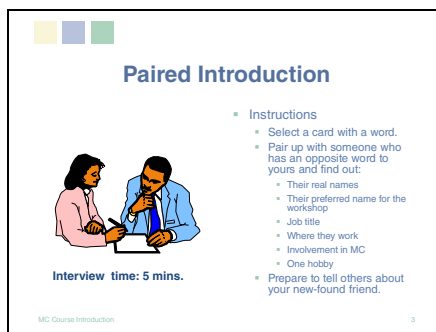 Paired Introduction
Instructions
Select a card with a word.
Pair up with someone who
has an opposite word to
yours and find out:
Their real names
Their preferred name for the
workshop
Job title
Where they work
Involvement in MC
One hobby
Prepare to tell others about
your new-found friend.
Interview time: 5 mins.
MC Course Introduction
3